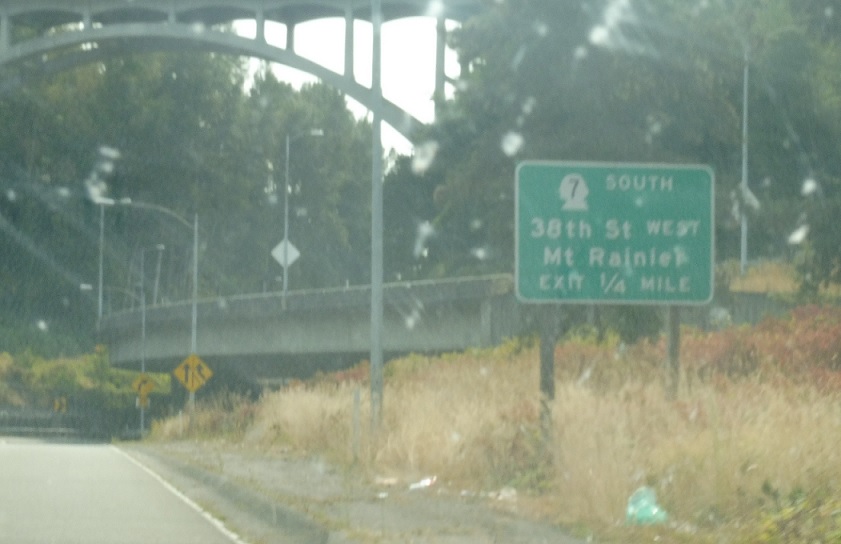 7 SOUTH
38th St WEST
Mt Rainier
EXIT 1/4 MILE